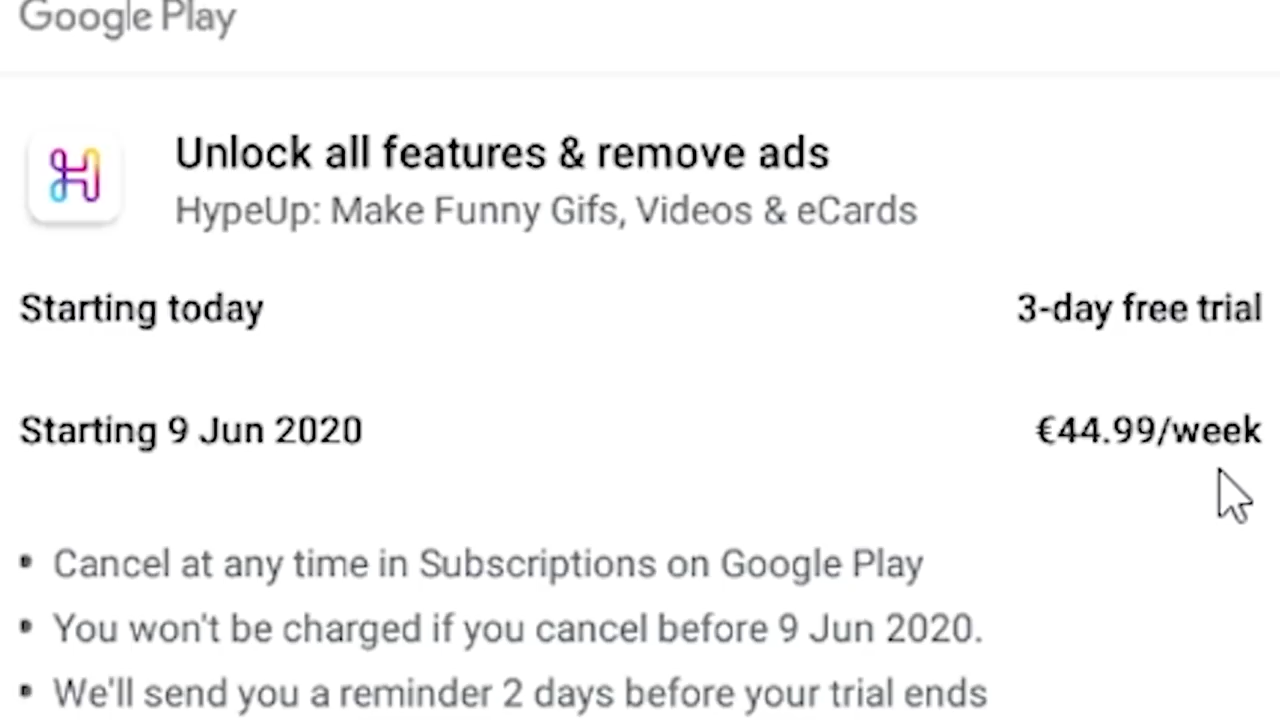 Google Play
Unlock all features & remove ads
HypeUp: Make Funny Gifs, Videos & eCards
Starting today 3-day free trial
Starting 9 Jun 2020 €44.99/week
• Cancel at any time in Subscriptions on Google Play
• You won't be charged if you cancel before 9 Jun 2020.
• We'll send you a reminder 2 days before your trial ends